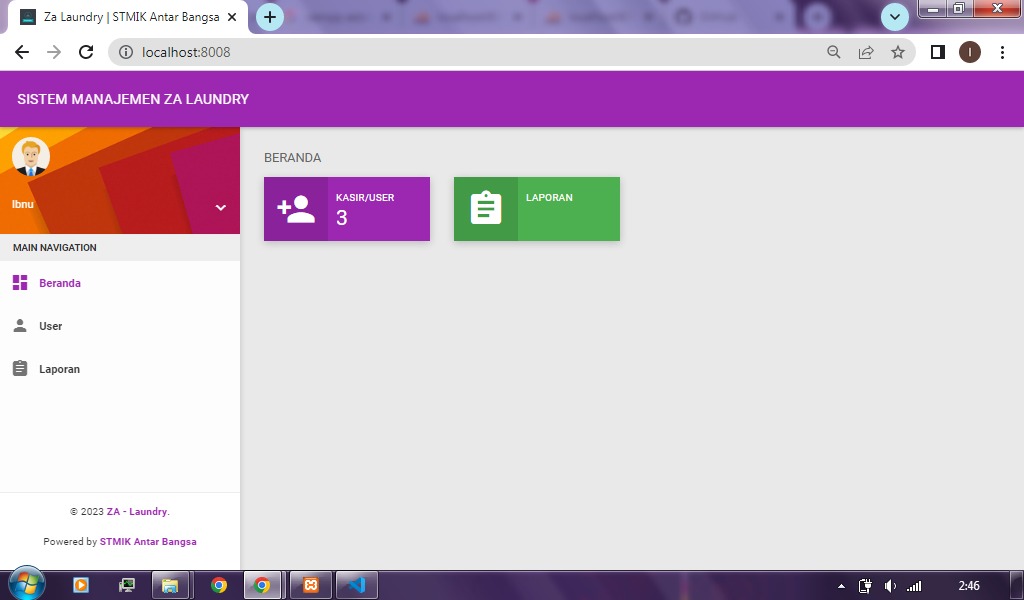 Za Laundry | STMIK Antar Bangsa
localhost:8008
I
SISTEM MANAJEMEN ZA LAUNDRY
Ibnu
MAIN NAVIGATION
Beranda
User
Laporan
© 2023 ZA - Laundry.
Powered by STMIK Antar Bangsa
BERANDA
KASIR/USER
3
LAPORAN
2:46